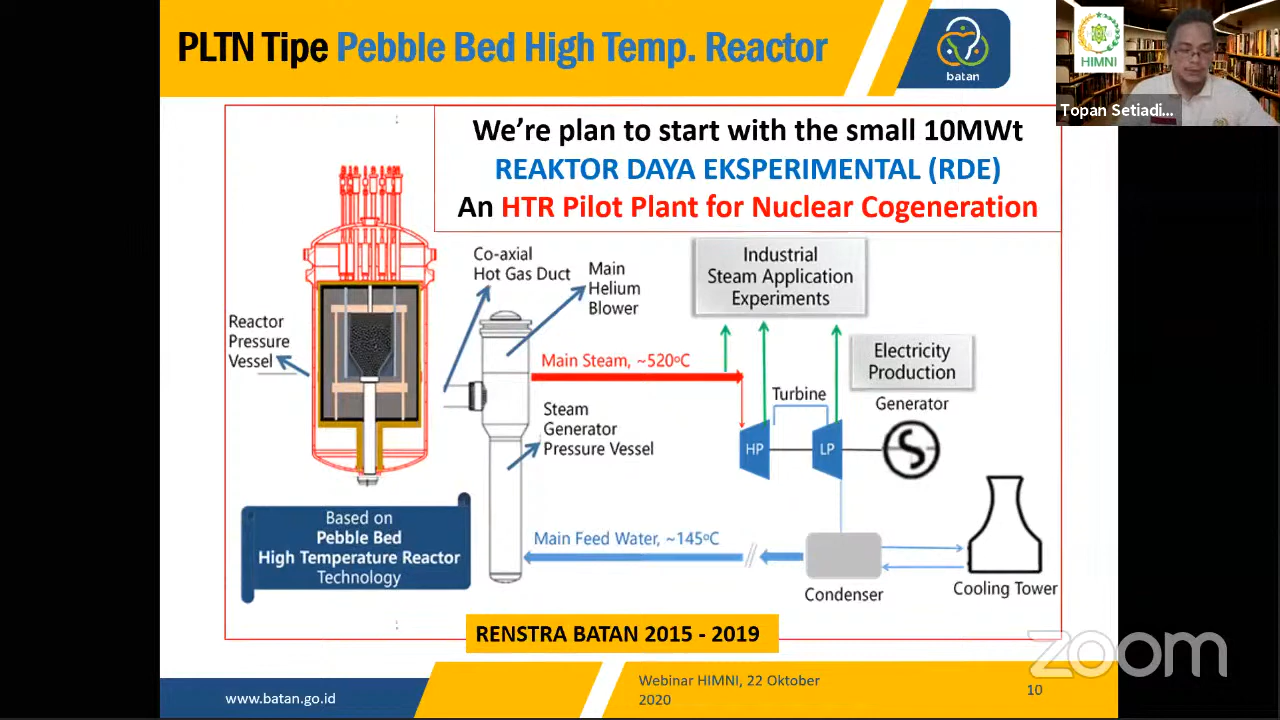 PLTN Tipe Pebble Bed High Temp. Reactor
batan
HIMNI
Topan Setiadi...
We're plan to start with the small 10MWt
REAKTOR DAYA EKSPERIMENTAL (RDE)
An HTR Pilot Plant for Nuclear Cogeneration
Co-axial
Hot Gas Duct
Main
Helium
Blower
Industrial
Steam Application
Experiments
Reactor
Pressure
Vessel
Main Steam, ~520°C
Electricity
Production
Turbine
Generator
Steam
Generator
Pressure Vessel
HP
LP
Based on
Pebble Bed
High Temperature Reactor
Technology
Main Feed Water, ~145°C
Condenser
Cooling Tower
RENSTRA BATAN 2015 - 2019
zoom
www.batan.go.id
Webinar HIMNI, 22 Oktober
2020
10